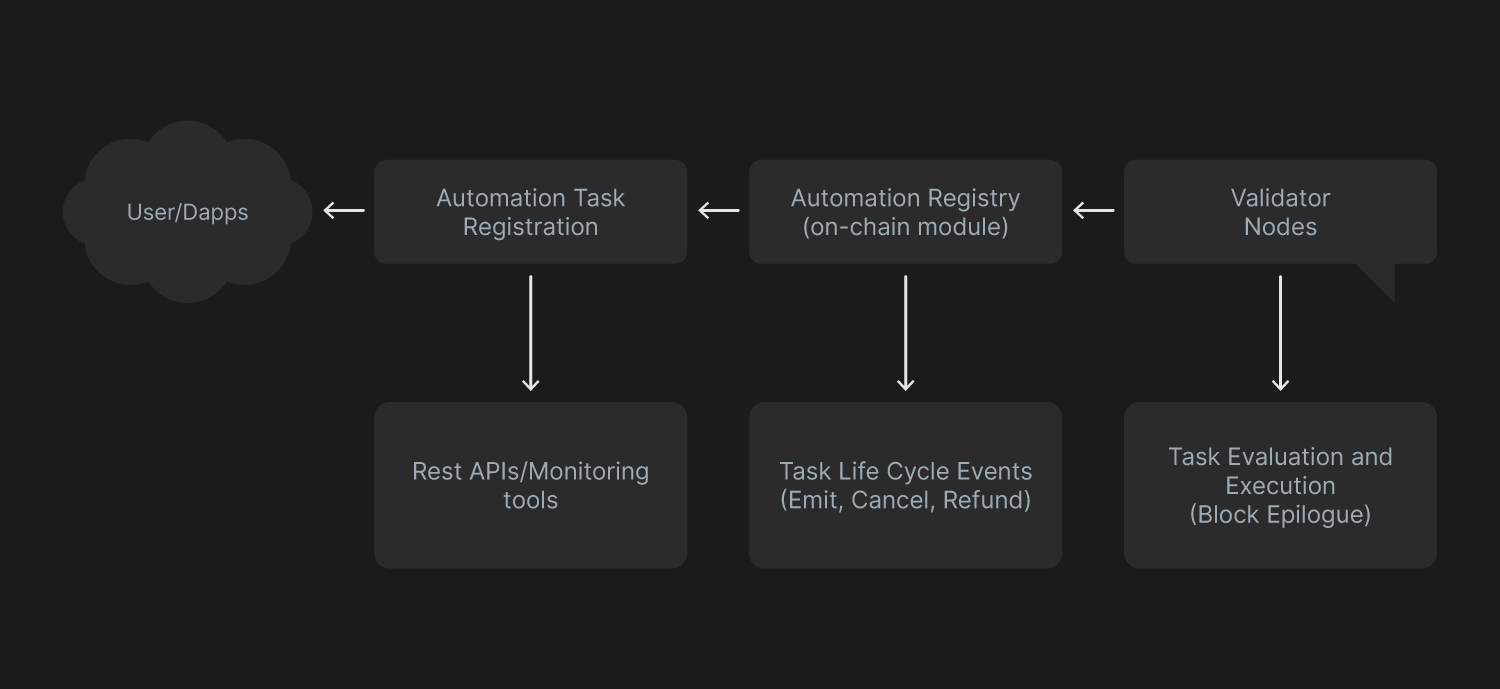 User/Dapps
Automation Task
Registration
Automation Registry
(on-chain module)
Validator
Nodes
Rest APIs/Monitoring
tools
Task Life Cycle Events
(Emit, Cancel, Refund)
Task Evaluation and
Execution
(Block Epilogue)